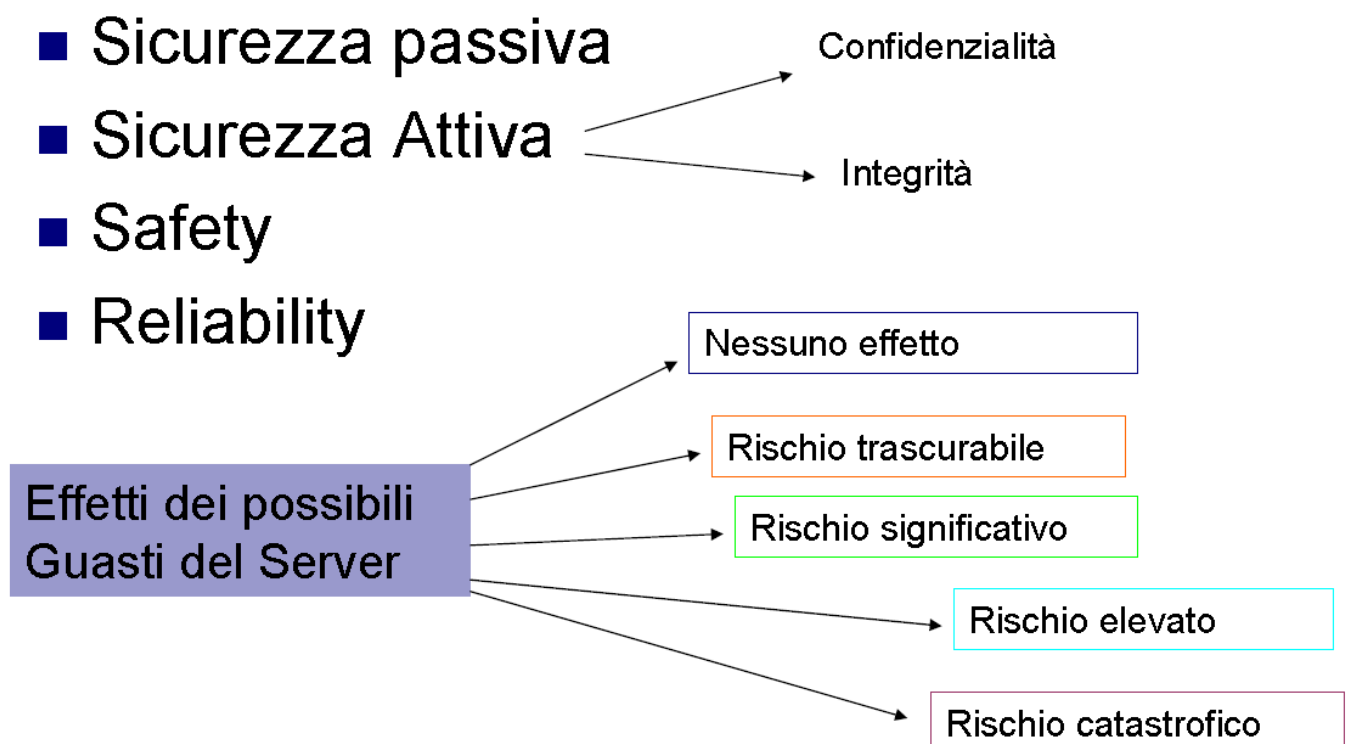 Sicurezza passiva
Confidenzialità
Sicurezza Attiva
Integrità
Safety
Reliability
Nessuno effetto
Rischio trascurabile
Effetti dei possibili
Guasti del Server
Rischio significativo
Rischio elevato
Rischio catastrofico